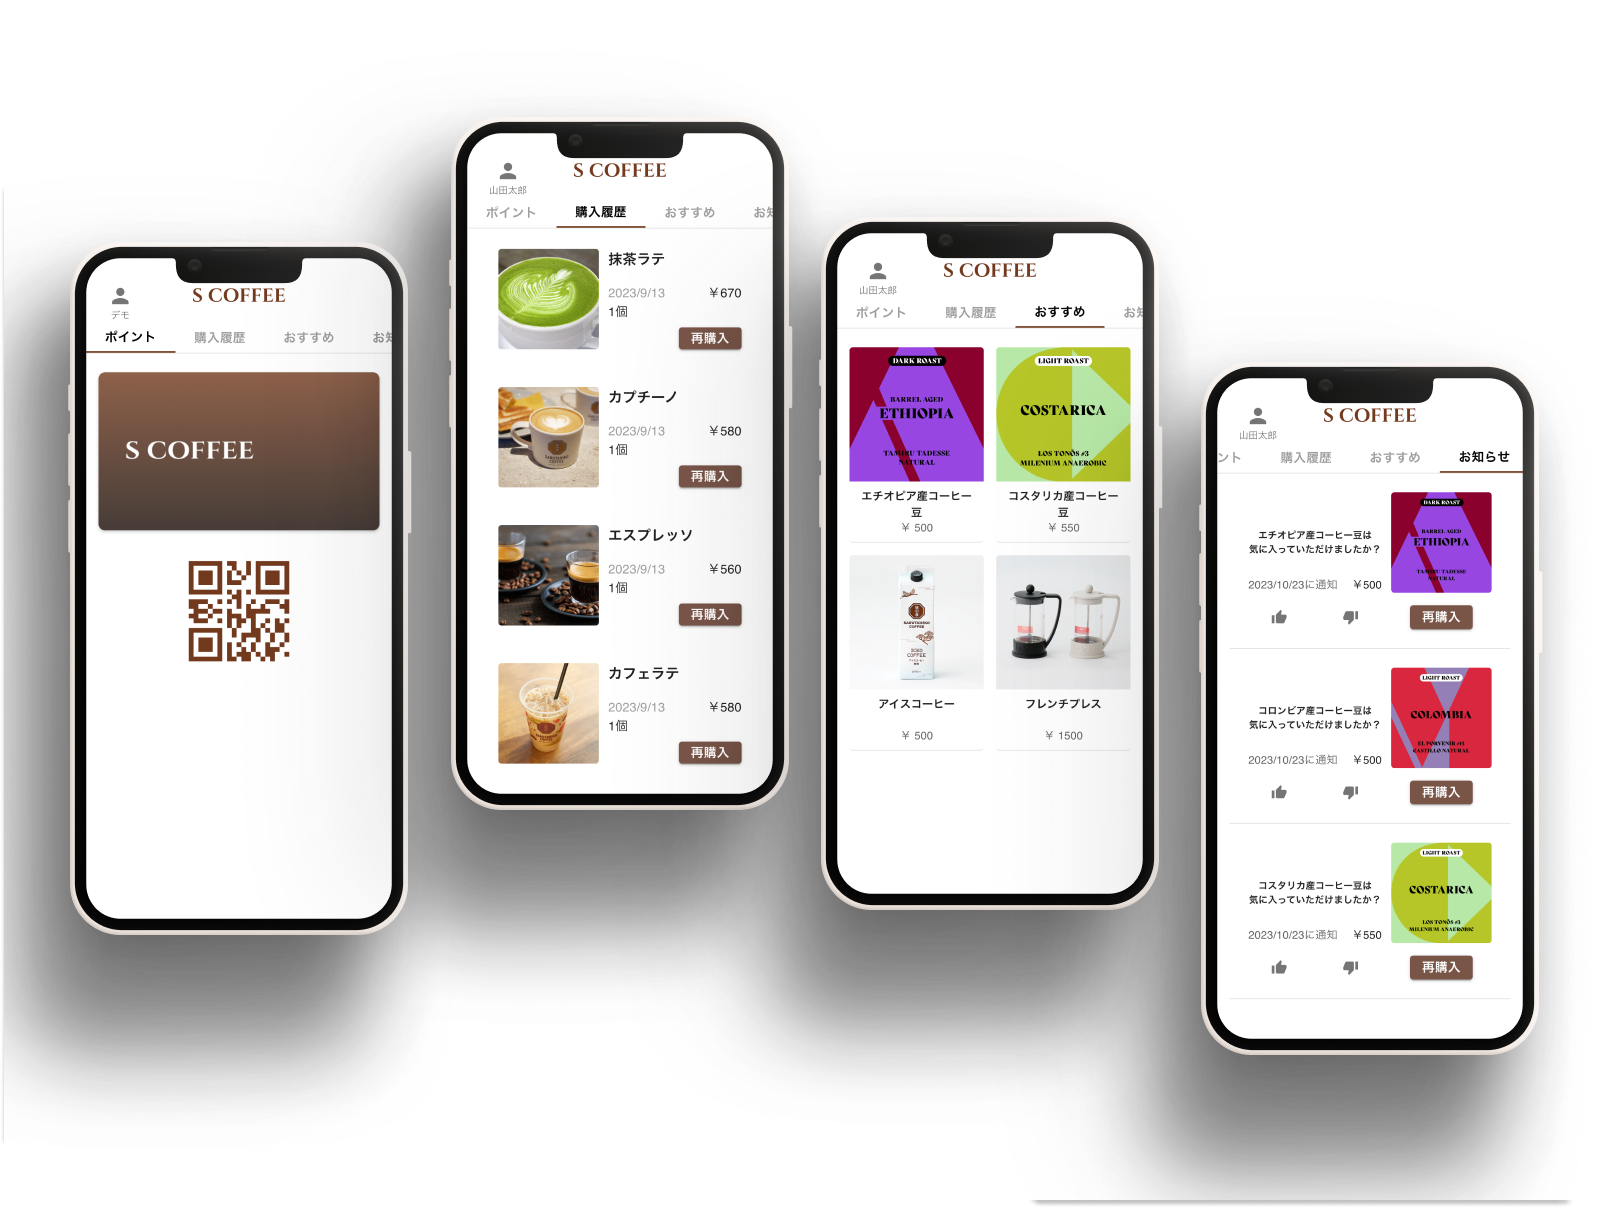 S COFFEE
デモ
ポイント 購入履歴 おすすめ お知
S COFFEE
S COFFEE
山田太郎
ポイント 購入履歴 おすすめ お知
抹茶ラテ
2023/9/13 ¥670
1個
再購入
カプチーノ
2023/9/13 ¥580
1個
再購入
エスプレッソ
2023/9/13 ¥560
1個
再購入
カフェラテ
2023/9/13 ¥580
1個
再購入
S COFFEE
山田太郎
ポイント 購入履歴 おすすめ お知
DARK ROAST
BARREL AGED
ETHIOPIA
TAMIRU TADESSE
NATURAL
エチオピア産コーヒー
豆
¥ 500
LIGHT ROAST
COSTARICA
LOS TONÕS #3
MILENIUM ANAEROBIC
コスタリカ産コーヒー
豆
¥ 550
アイスコーヒー
¥ 500
フレンチプレス
¥ 1500
S COFFEE
山田太郎
ント 購入履歴 おすすめ お知らせ
エチオピア産コーヒー豆は
気に入っていただけましたか？
2023/10/23に通知 ¥500
DARK ROAST
BARREL AGED
ETHIOPIA
TAMIRU TADESSE
NATURAL
再購入
コロンビア産コーヒー豆は
気に入っていただけましたか？
2023/10/23に通知 ¥500
LIGHT ROAST
COLOMBIA
EL PORVENIR #15
CASTILLO NATURAL
再購入
コスタリカ産コーヒー豆は
気に入っていただけましたか？
2023/10/23に通知 ¥550
LIGHT ROAST
COSTARICA
LOS TONÕS #3
MILENIUM ANAEROBIC
再購入